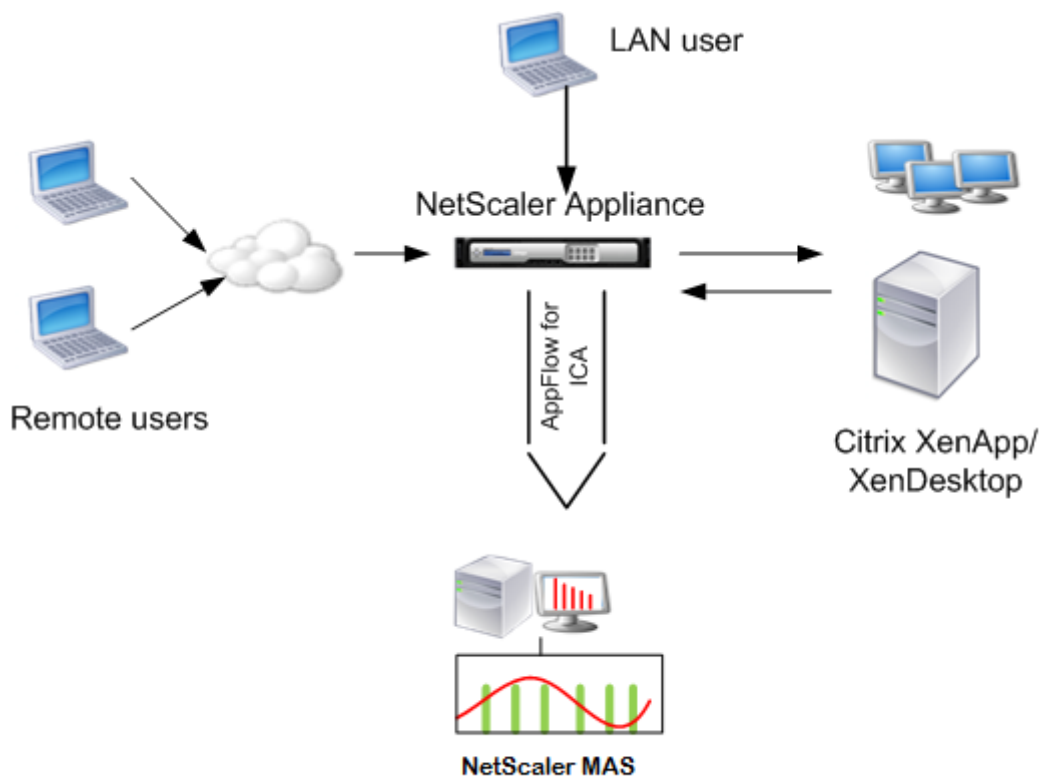 LAN user
NetScaler Appliance
AppFlow for
ICA
Remote users
Citrix XenApp/
XenDesktop
NetScaler MAS